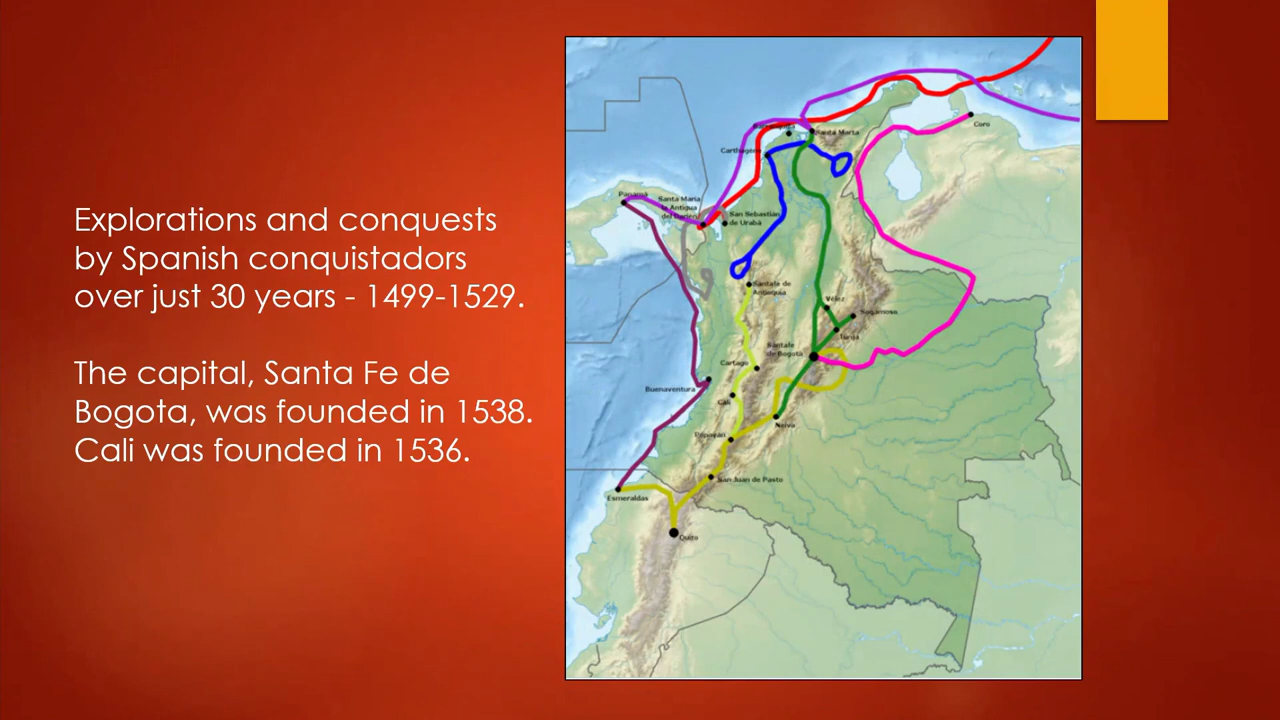 Explorations and conquests
by Spanish conquistadors
over just 30 years - 1499-1529.
The capital, Santa Fe de
Bogota, was founded in 1538.
Cali was founded in 1536.
Coro
Santa Marta
Cartagena
Panamá
Santa María
la Antigua
del Darién
San Sebastián
de Urabá
Santafe de
Antioquia
Vélez
Sogamoso
Tunja
Santafe
de Bogotá
Cartago
Buenaventura
Cali
Neiva
Popayán
San Juan de Pasto
Esmeraldas
Quito